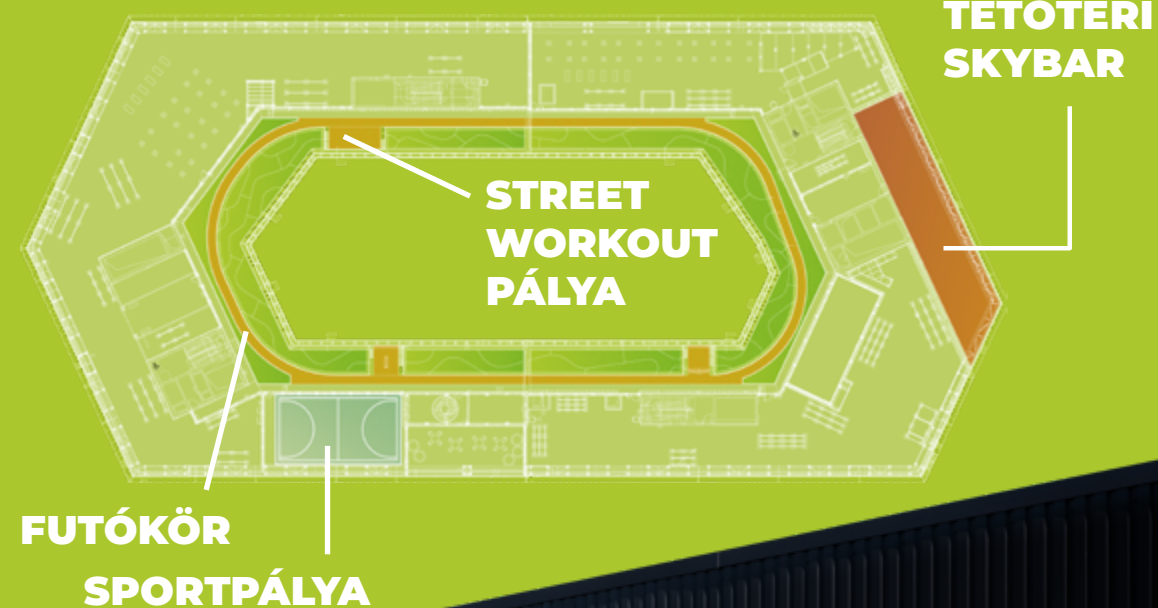 TETŐTÉRI
SKYBAR
STREET
WORKOUT
PÁLYA
FUTÓKÖR
SPORTPÁLYA